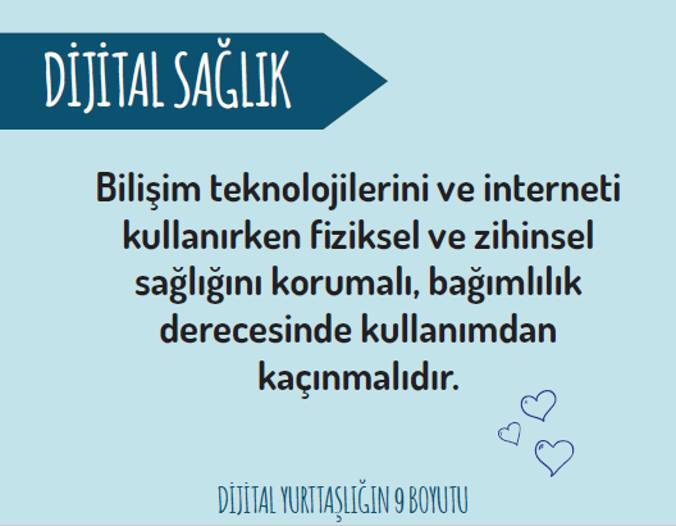 DİJİTAL SAĞLIK
Bilişim teknolojilerini ve interneti
kullanırken fiziksel ve zihinsel
sağlığını korumalı, bağımlılık
derecesinde kullanımdan
kaçınmalıdır.
DİJİTAL YURTTAŞLIĞIN 9 BOYUTU